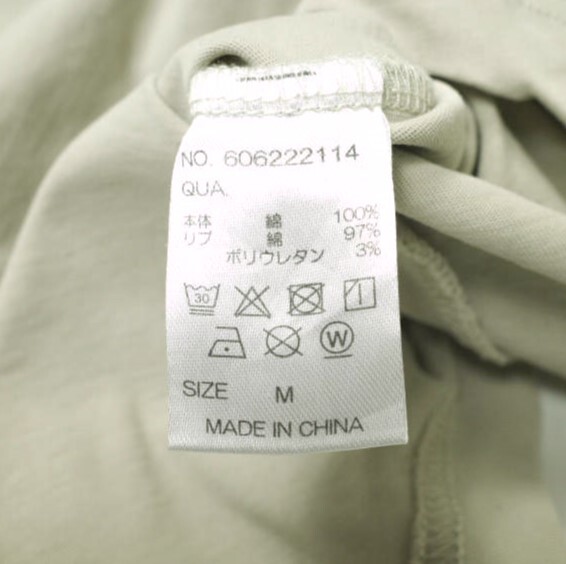 NO. 606222114
QUA.
本体 綿 100%
リブ 綿 97%
ポリウレタン 3%
30
W
SIZE M
MADE IN CHINA